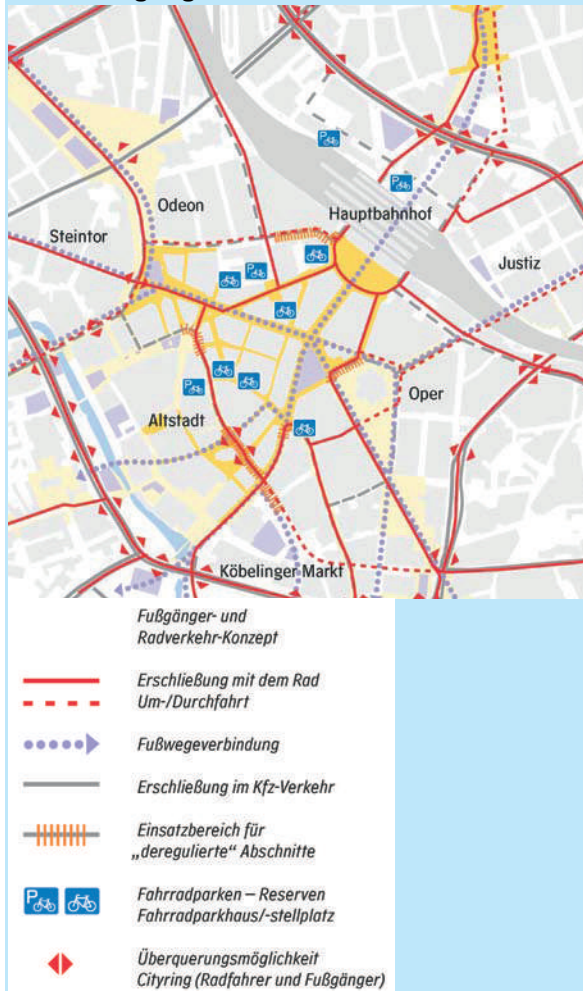 Odeon
Hauptbahnhof
Steintor
Justiz
Oper
Altstadt
Köbelinger Markt
Fußgänger- und
Radverkehr-Konzept
Erschließung mit dem Rad
Um-/Durchfahrt
Fußwegeverbindung
Erschließung im Kfz-Verkehr
Einsatzbereich für
„deregulierte“ Abschnitte
P
Fahrradparken – Reserven
Fahrradparkhaus/-stellplatz
Überquerungsmöglichkeit
Cityring (Radfahrer und Fußgänger)